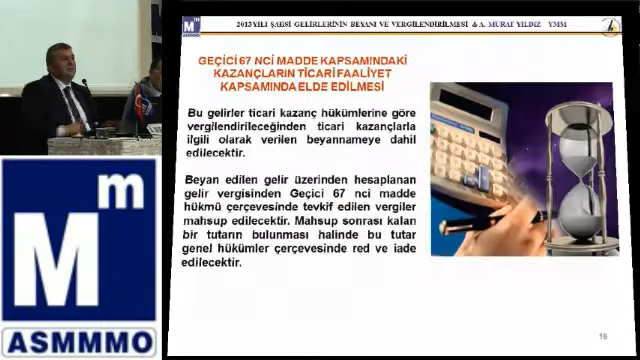 2013 YILI ŞAHSİ GELİRLERİNİN BEYANI VE VERGİLENDİRİLMESİ & A. MURAT YILDIZ YMM
GEÇİCİ 67 NCİ MADDE KAPSAMINDAKİ
KAZANÇLARIN TİCARİ FAALİYET
KAPSAMINDA ELDE EDİLMESİ
Bu gelirler ticari kazanç hükümlerine göre
vergilendirileceğinden ticari kazançlarla
ilgili olarak verilen beyannameye dahil
edilecektir.
Beyan edilen gelir üzerinden hesaplanan
gelir vergisinden Geçici 67 nci madde
hükmü çerçevesinde tevkif edilen vergiler
mahsup edilecektir. Mahsup sonrası kalan
bir tutarın bulunması halinde bu tutar
genel hükümler çerçevesinde red ve iade
edilecektir.
16
Mm
ASMMMO